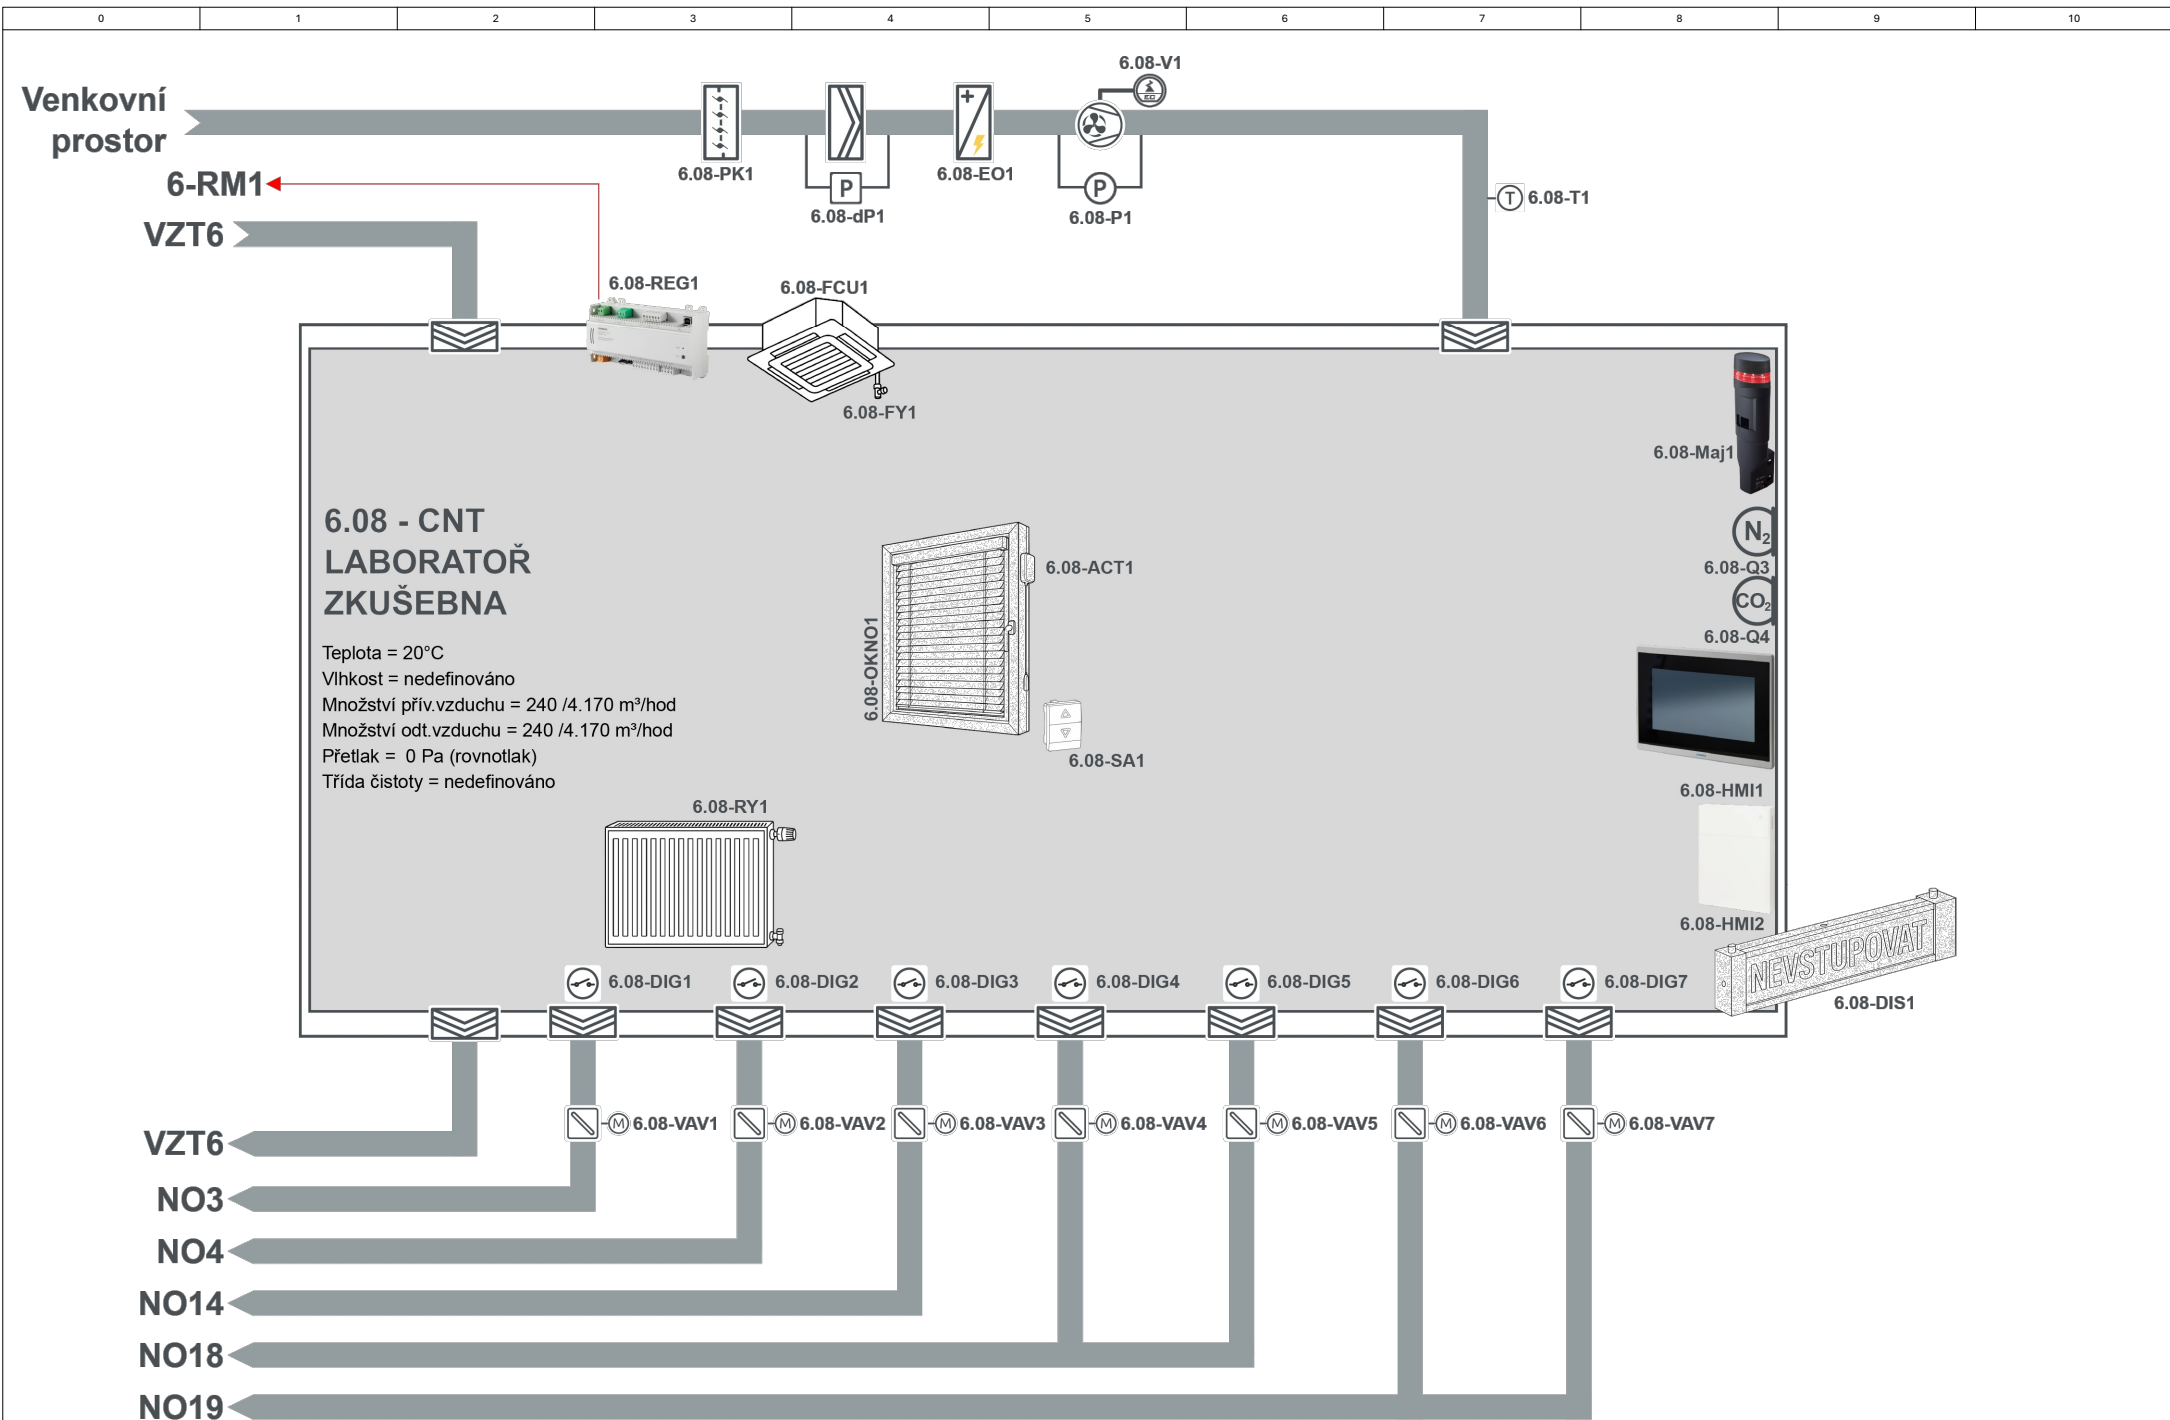 0 1 2 3 4 5 6 7 8 9 10
6.08-V1
Venkovní
prostor
EC
6.08-PK1
6.08-EO1
P
P
6.08-dP1
6.08-P1
T 6.08-T1
6-RM1
VZT6
6.08-REG1
6.08-FCU1
6.08-FY1
6.08-Maj1
6.08 - CNT
LABORATOŘ
ZKUŠEBNA
N2
6.08-Q3
CO2
6.08-Q4
6.08-ACT1
6.08-OKNO1
Teplota = 20°C
Vlhkost = nedefinováno
Množství přív.vzduchu = 240 /4.170 m³/hod
Množství odt.vzduchu = 240 /4.170 m³/hod
Přetlak =  0 Pa (rovnotlak)
Třída čistoty = nedefinováno
6.08-SA1
6.08-HMI1
6.08-RY1
6.08-HMI2
NEVSTUPOVAT
6.08-DIS1
6.08-DIG1 6.08-DIG2 6.08-DIG3 6.08-DIG4 6.08-DIG5 6.08-DIG6 6.08-DIG7
M 6.08-VAV1 M 6.08-VAV2 M 6.08-VAV3 M 6.08-VAV4 M 6.08-VAV5 M 6.08-VAV6 M 6.08-VAV7
VZT6
NO3
NO4
NO14
NO18
NO19